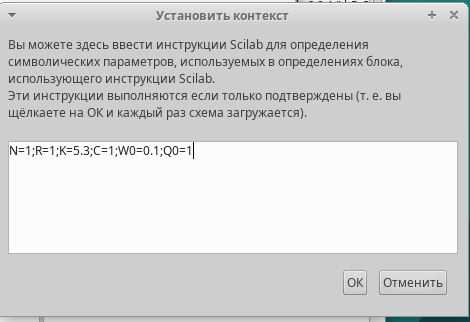 Установить контекст
Вы можете здесь ввести инструкции Scilab для определения
символических параметров, используемых в определениях блока,
использующего инструкции Scilab.
Эти инструкции выполняются если только подтверждены (т. е. вы
щёлкаете на ОК и каждый раз схема загружается).
N=1;R=1;K=5.3;C=1;W0=0.1;Q0=1
ОК Отменить